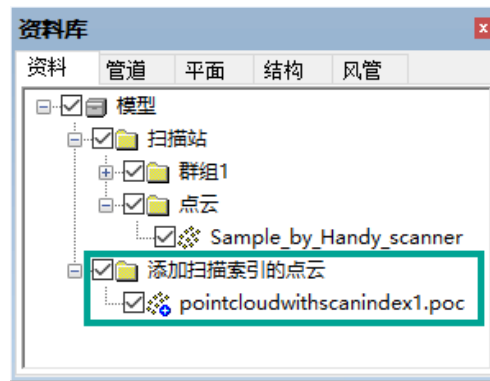 资料库
资料 管道 平面 结构 风管
模型
扫描站
群组1
点云
Sample_by_Handy_scanner
添加扫描索引的点云
pointcloudwithscanindex1.poc